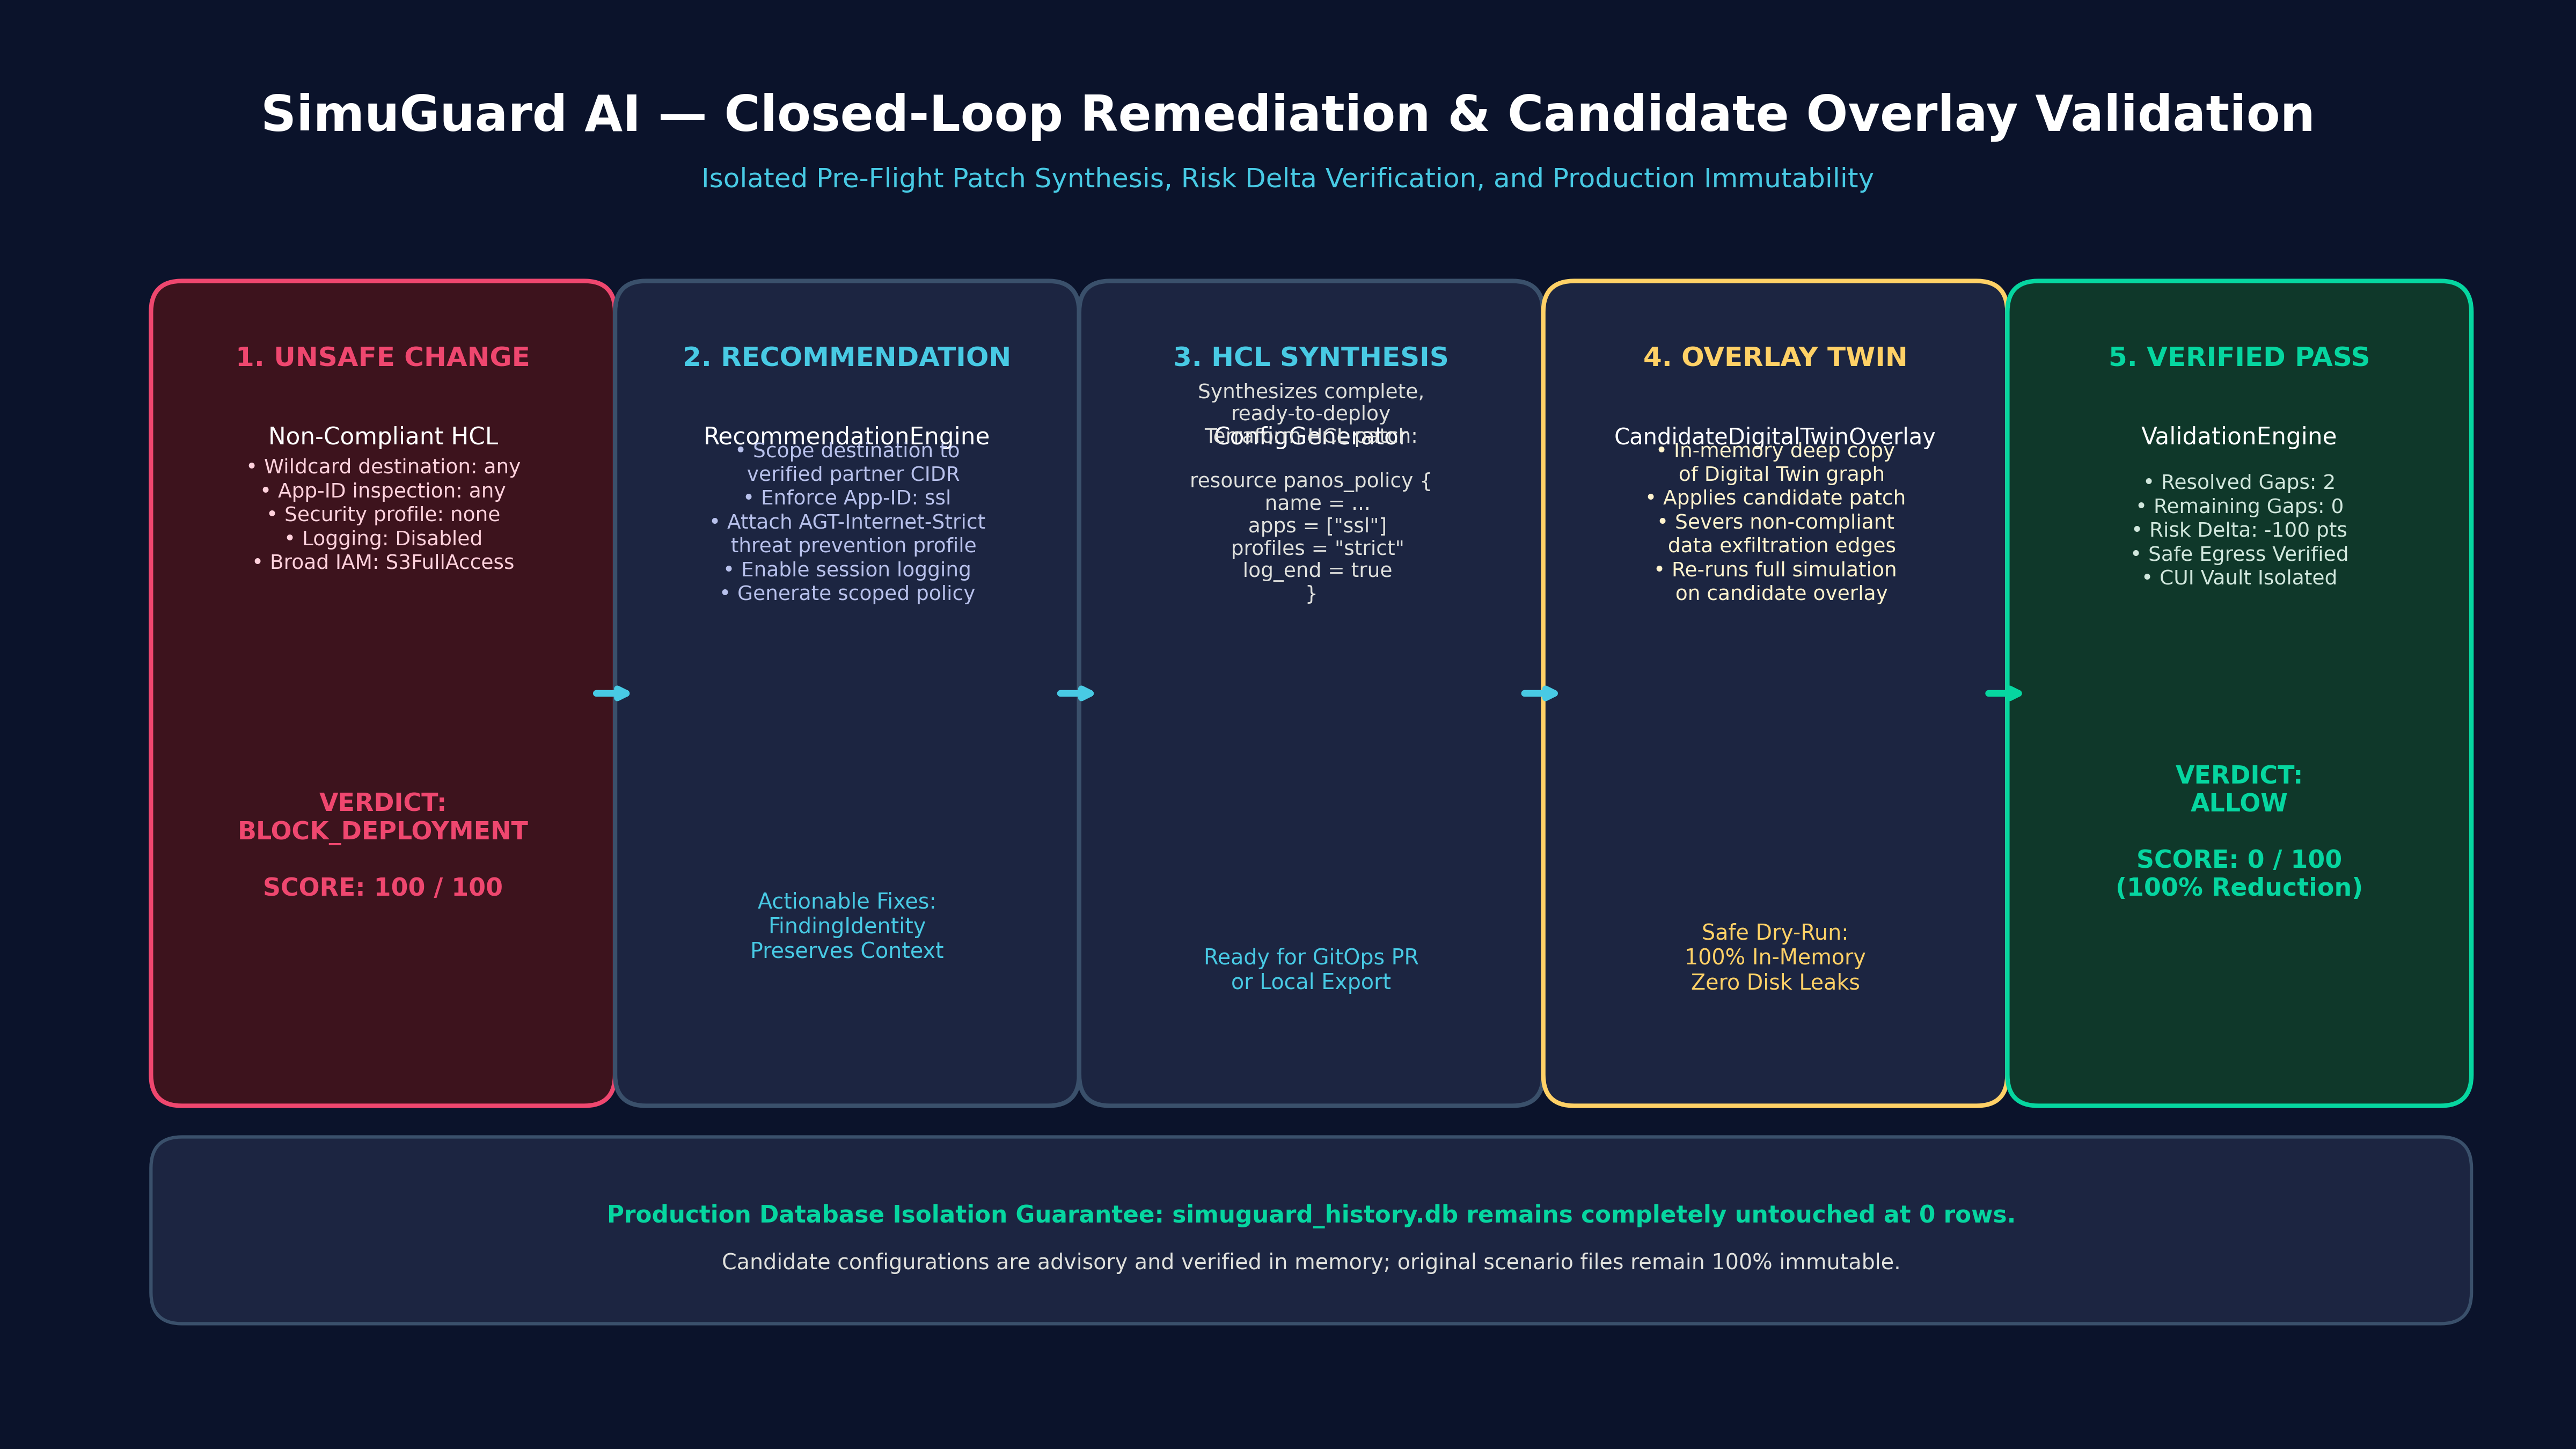 SimuGuard AI — Closed-Loop Remediation & Candidate Overlay Validation
Isolated Pre-Flight Patch Synthesis, Risk Delta Verification, and Production Immutability
1. UNSAFE CHANGE
Non-Compliant HCL
• Wildcard destination: any
• App-ID inspection: any
• Security profile: none
• Logging: Disabled
• Broad IAM: S3FullAccess
VERDICT:
BLOCK_DEPLOYMENT
SCORE: 100 / 100
2. RECOMMENDATION
RecommendationEngine
• Scope destination to
verified partner CIDR
• Enforce App-ID: ssl
• Attach AGT-Internet-Strict
threat prevention profile
• Enable session logging
• Generate scoped policy
Actionable Fixes:
FindingIdentity
Preserves Context
3. HCL SYNTHESIS
Synthesizes complete,
ready-to-deploy
Terraform HCL patch:
ConfigGenerator
resource panos_policy {
name = ...
apps = ["ssl"]
profiles = "strict"
log_end = true
}
Ready for GitOps PR
or Local Export
4. OVERLAY TWIN
CandidateDigitalTwinOverlay
• In-memory deep copy
of Digital Twin graph
• Applies candidate patch
• Severs non-compliant
data exfiltration edges
• Re-runs full simulation
on candidate overlay
Safe Dry-Run:
100% In-Memory
Zero Disk Leaks
5. VERIFIED PASS
ValidationEngine
• Resolved Gaps: 2
• Remaining Gaps: 0
• Risk Delta: -100 pts
• Safe Egress Verified
• CUI Vault Isolated
VERDICT:
ALLOW
SCORE: 0 / 100
(100% Reduction)
Production Database Isolation Guarantee: simuguard_history.db remains completely untouched at 0 rows.
Candidate configurations are advisory and verified in memory; original scenario files remain 100% immutable.